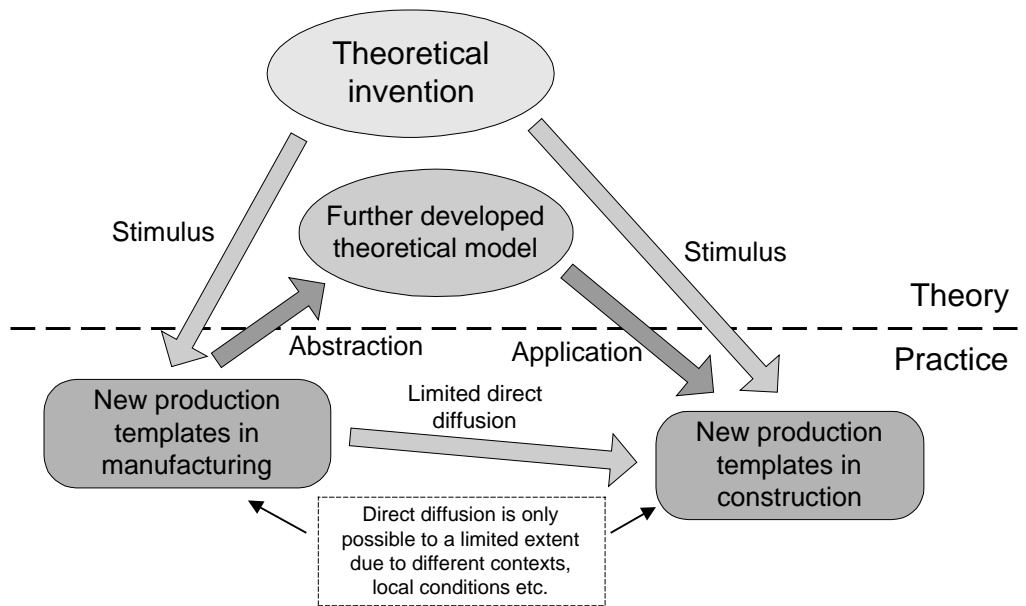 Theoretical
invention
Further developed
theoretical model
Stimulus
Stimulus
Theory
Abstraction
Application
Practice
New production
templates in
manufacturing
Limited direct
diffusion
New production
templates in
construction
Direct diffusion is only
possible to a limited extent
due to different contexts,
local conditions etc.